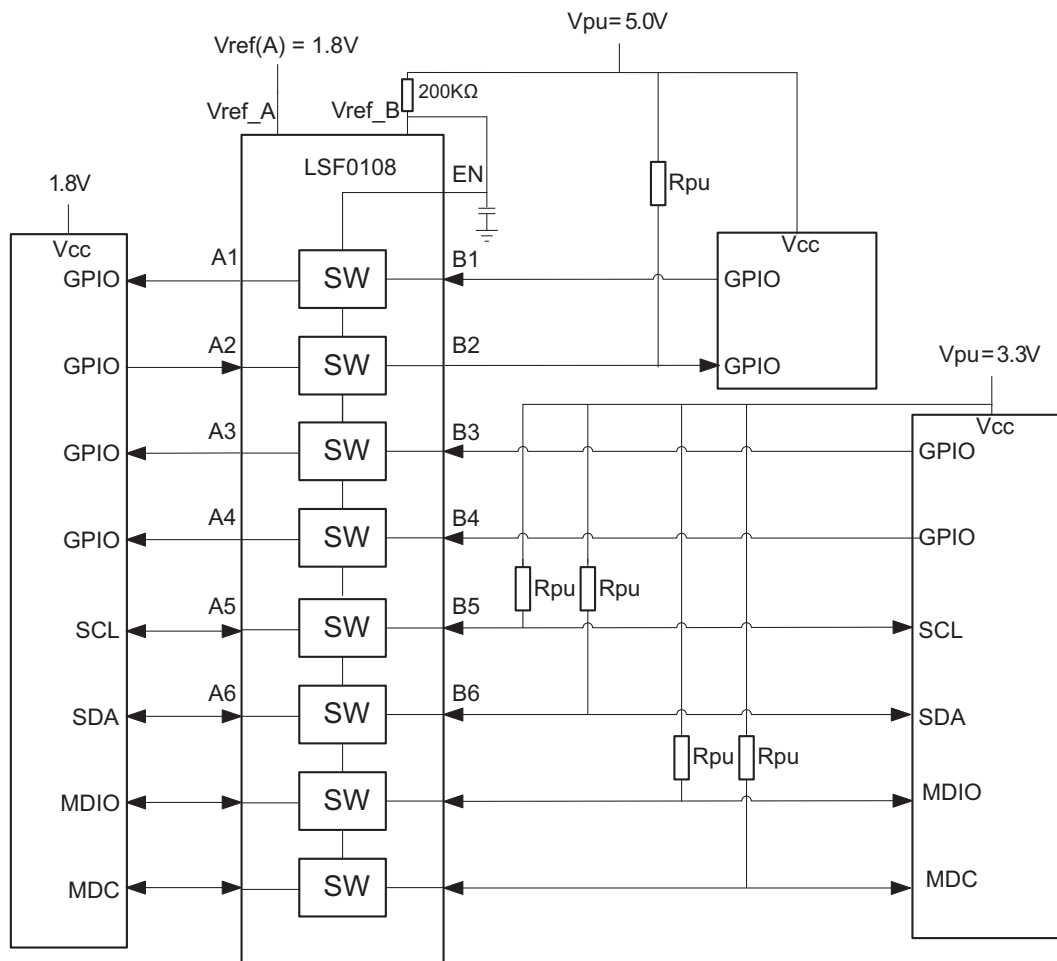 Vpu=5.0V
Vref(A) = 1.8V
200KΩ
Vref_A
Vref_B
LSF0108
EN
Rpu
1.8V
Vcc
Vcc
GPIO
A1
SW
B1
GPIO
GPIO
A2
SW
B2
GPIO
Vpu=3.3V
Vcc
GPIO
A3
SW
B3
GPIO
GPIO
A4
SW
B4
GPIO
Rpu
Rpu
SCL
A5
SW
B5
SCL
SDA
A6
SW
B6
SDA
Rpu
Rpu
MDIO
SW
MDIO
MDC
SW
MDC